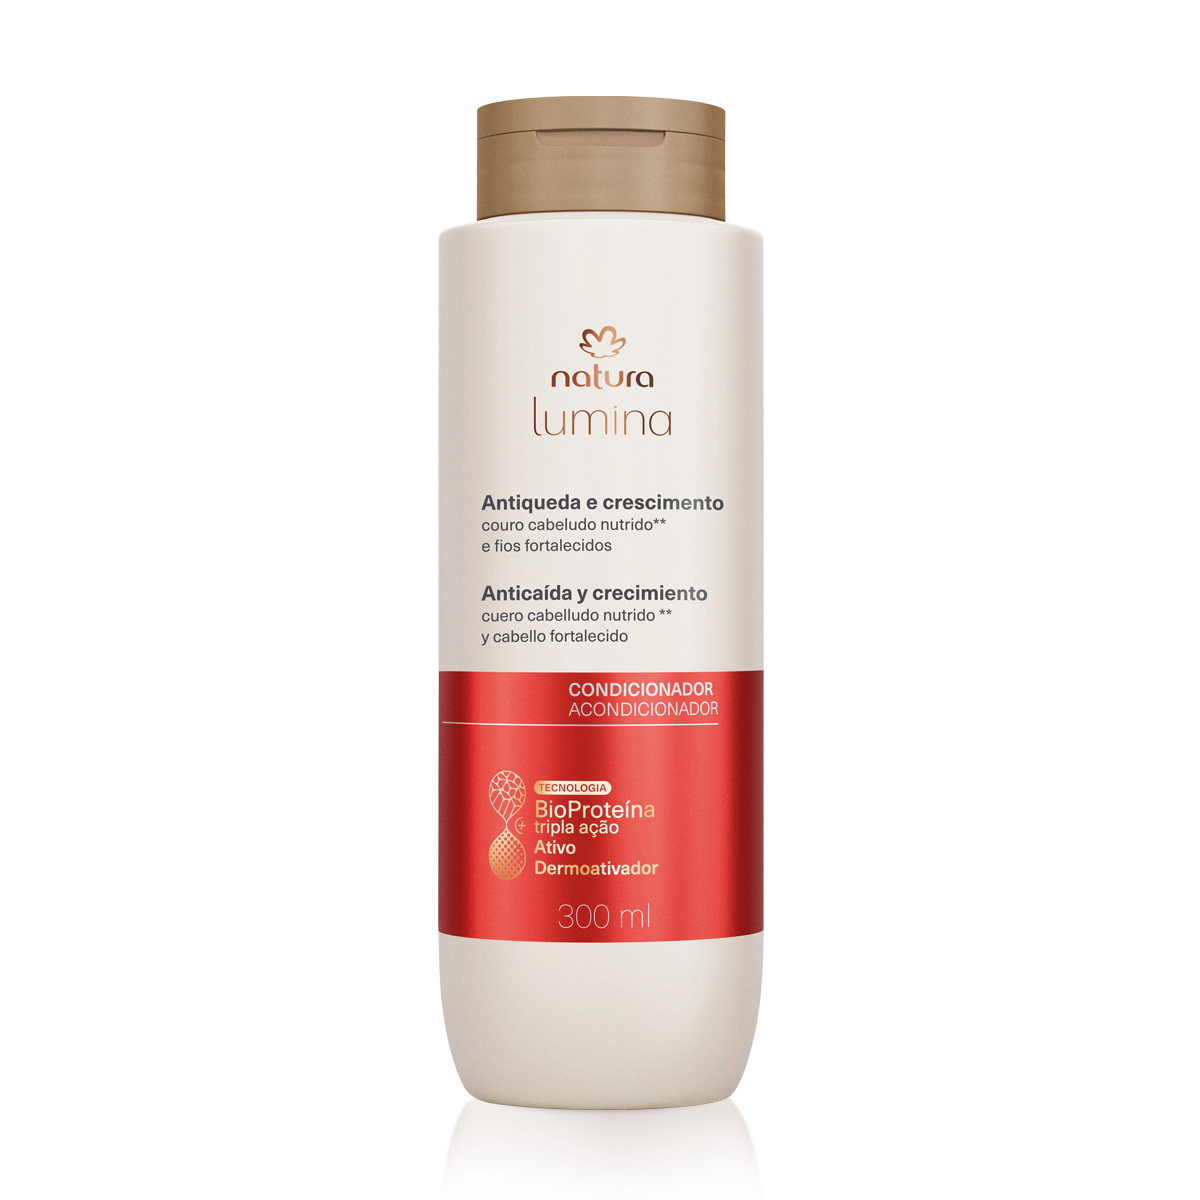 natura
lumina
Antiqueda e crescimento
couro cabeludo nutrido**
e fios fortalecidos
Anticaída y crecimiento
cuero cabelludo nutrido **
y cabello fortalecido
CONDICIONADOR
ACONDICIONADOR
TECNOLOGIA
BioProteína
+ tripla ação
Ativo
Dermoativador
300 ml